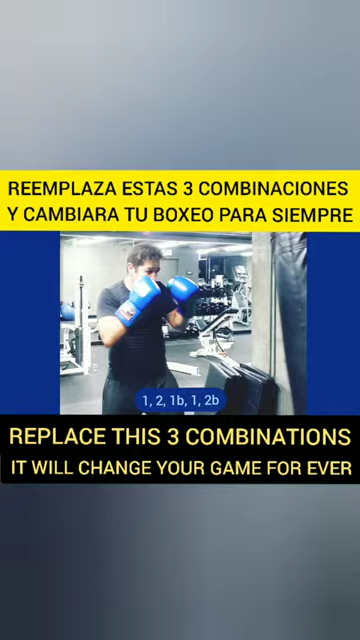 REEMPLAZA ESTAS 3 COMBINACIONES
Y CAMBIARA TU BOXEO PARA SIEMPRE
1, 2, 1b, 1, 2b
REPLACE THIS 3 COMBINATIONS
IT WILL CHANGE YOUR GAME FOR EVER